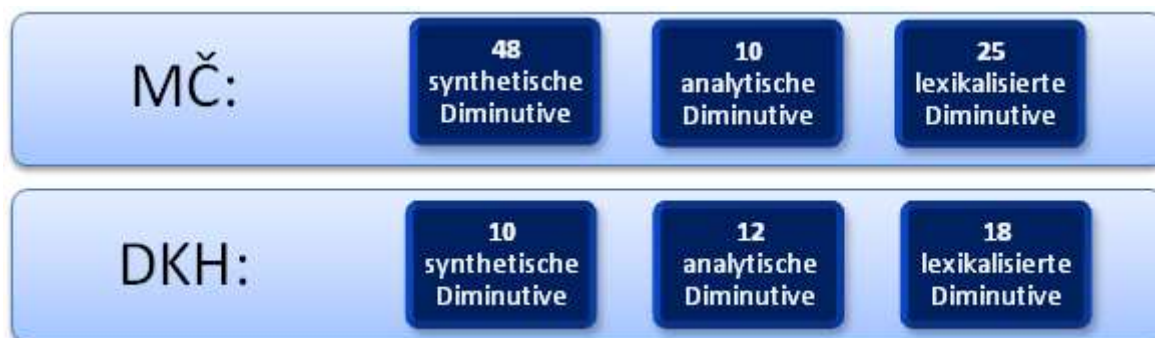 MČ:
48
synthetische
Diminutive
10
analytische
Diminutive
25
lexikalisierte
Diminutive
DKH:
10
synthetische
Diminutive
12
analytische
Diminutive
18
lexikalisierte
Diminutive